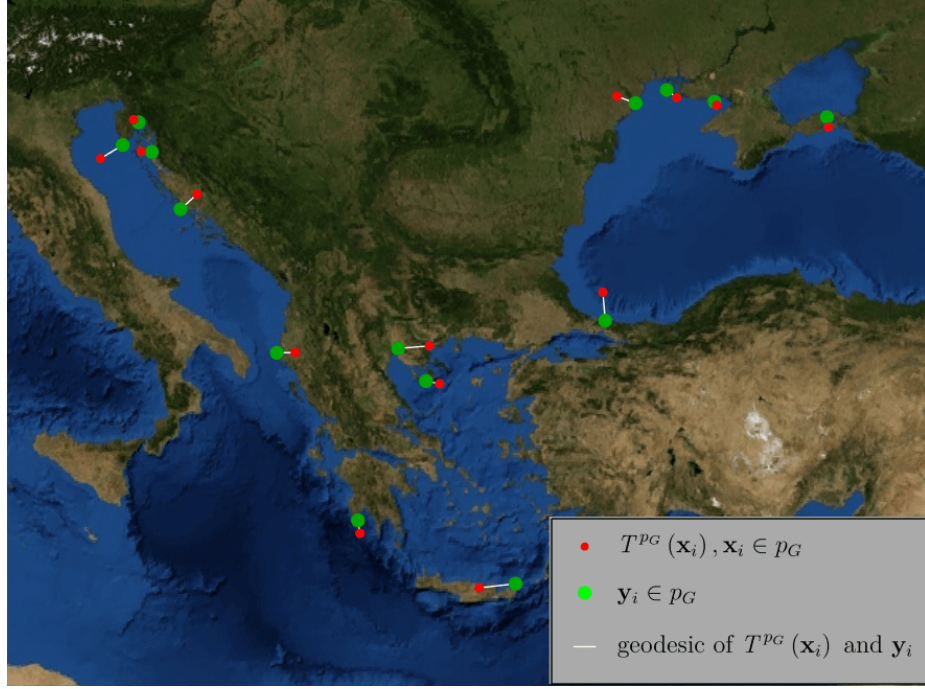 T^{p_G} (𝐱_i) , 𝐱_i ∈ p_G
𝐲_i ∈ p_G
geodesic of T^{p_G} (𝐱_i) and 𝐲_i